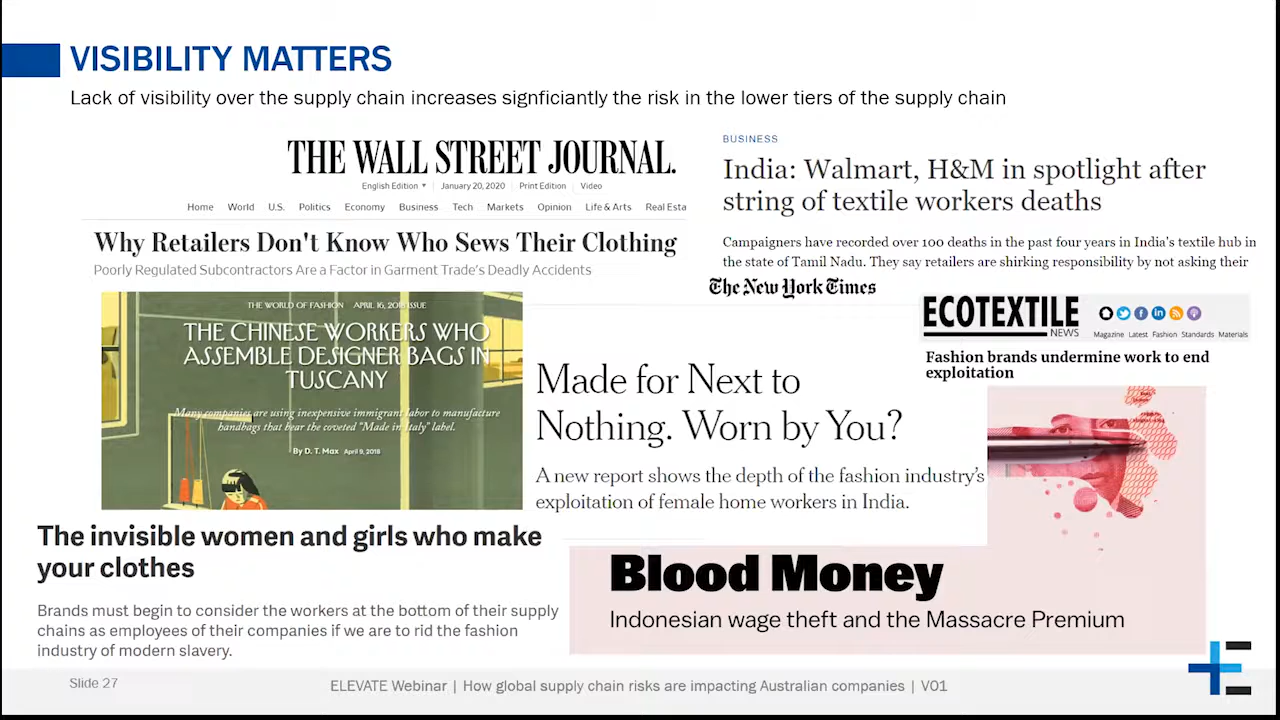 VISIBILITY MATTERS
Lack of visibility over the supply chain increases signficiantly the risk in the lower tiers of the supply chain
THE WALL STREET JOURNAL.
English Edition ▼ | January 20, 2020 | Print Edition | Video
Home World U.S. Politics Economy Business Tech Markets Opinion Life & Arts Real Esta
Why Retailers Don't Know Who Sews Their Clothing
Poorly Regulated Subcontractors Are a Factor in Garment Trade's Deadly Accidents
BUSINESS
India: Walmart, H&M in spotlight after
string of textile workers deaths
Campaigners have recorded over 100 deaths in the past four years in India's textile hub in
the state of Tamil Nadu. They say retailers are shirking responsibility by not asking their
THE WORLD OF FASHION APRIL 16, 2018 ISSUE
THE CHINESE WORKERS WHO
ASSEMBLE DESIGNER BAGS IN
TUSCANY
Many companies are using inexpensive immigrant labor to manufacture
handbags that bear the coveted "Made in Italy" label.
By D. T. Max April 9, 2018
The New York Times
Made for Next to
Nothing. Worn by You?
A new report shows the depth of the fashion industry's
exploitation of female home workers in India.
ECOTEXTILE
NEWS
Magazine Latest Fashion Standards Materials
Fashion brands undermine work to end
exploitation
The invisible women and girls who make
your clothes
Brands must begin to consider the workers at the bottom of their supply
chains as employees of their companies if we are to rid the fashion
industry of modern slavery.
Blood Money
Indonesian wage theft and the Massacre Premium
Slide 27
ELEVATE Webinar | How global supply chain risks are impacting Australian companies | V01